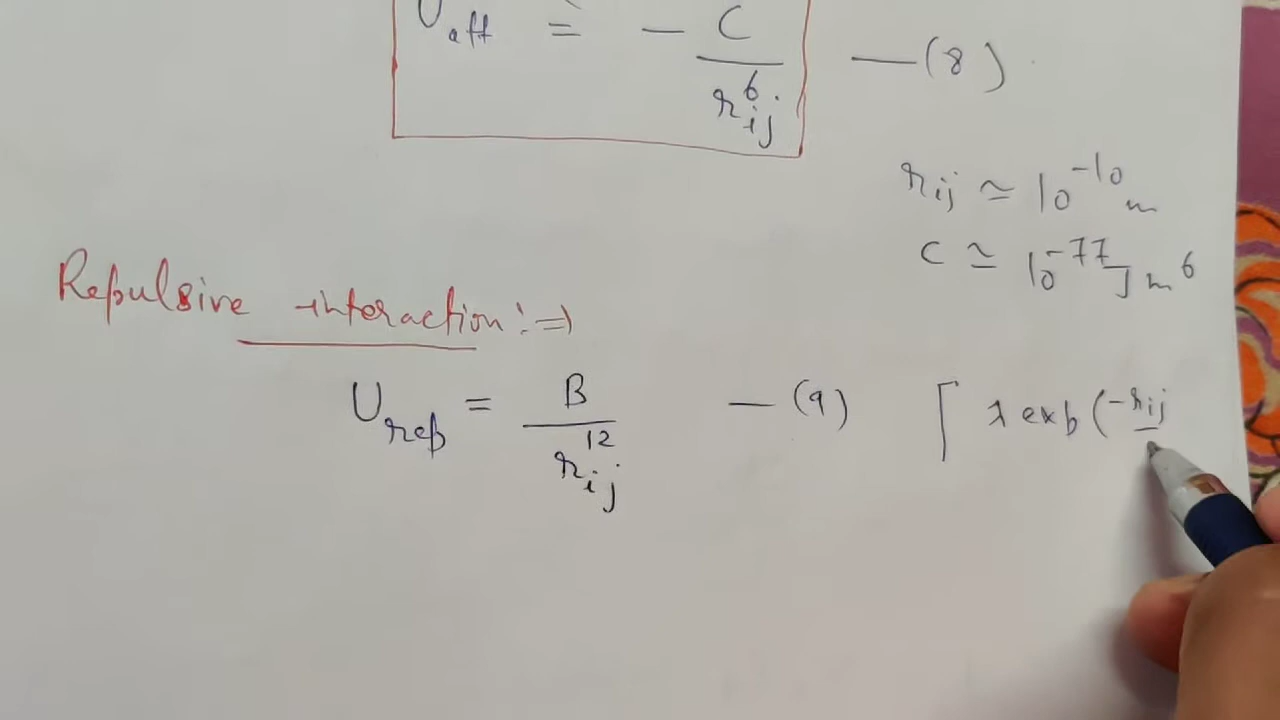 U_att = - C/r_ij^6 —(8)
r_ij ≃ 10^-10 m
C ≃ 10^-77 J m^6
Repulsive interaction :⇒
U_rep = B/r_ij^12 —(9) [ λ exp (-r_ij